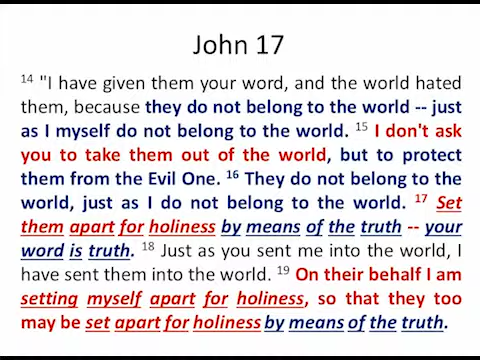 John 17
14 "I have given them your word, and the world hated
them, because they do not belong to the world -- just
as I myself do not belong to the world. 15 I don't ask
you to take them out of the world, but to protect
them from the Evil One. 16 They do not belong to the
world, just as I do not belong to the world. 17 Set
them apart for holiness by means of the truth -- your
word is truth. 18 Just as you sent me into the world, I
have sent them into the world. 19 On their behalf I am
setting myself apart for holiness, so that they too
may be set apart for holiness by means of the truth.